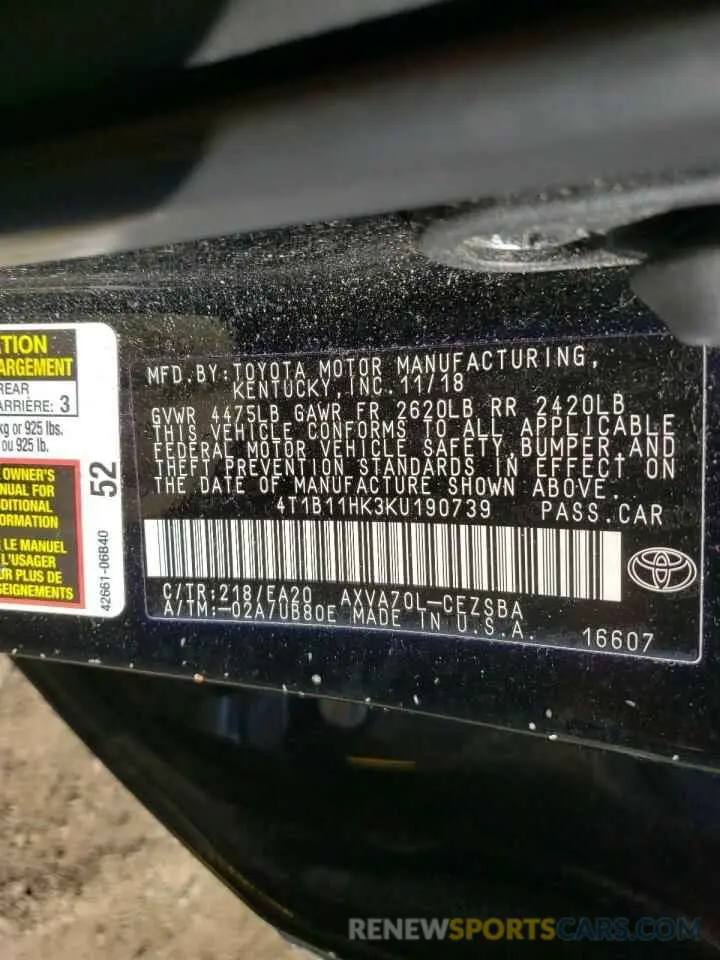 TION
ARGEMENT
REAR
ARRIÈRE: 3
kg or 925 lbs.
ou 925 lb.
OWNER'S
NUAL FOR
DITIONAL
ORMATION
LE MANUEL
L'USAGER
UR PLUS DE
SEIGNEMENTS
52
42661-06B40
MFD. BY: TOYOTA MOTOR MANUFACTURING,
KENTUCKY, INC. 11/18
GVWR 4475LB GAWR FR 2620LB RR 2420LB
THIS VEHICLE CONFORMS TO ALL APPLICABLE
FEDERAL MOTOR VEHICLE SAFETY, BUMPER, AND
THEFT PREVENTION STANDARDS IN EFFECT ON
THE DATE OF MANUFACTURE SHOWN ABOVE.
4T1B11HK3KU190739 PASS.CAR
C/TR:218/EA20 AXVA70L-CEZSBA
A/TM:-02A/UB80E MADE IN U.S.A. 16607
RENEWSPORTSCARS.COM